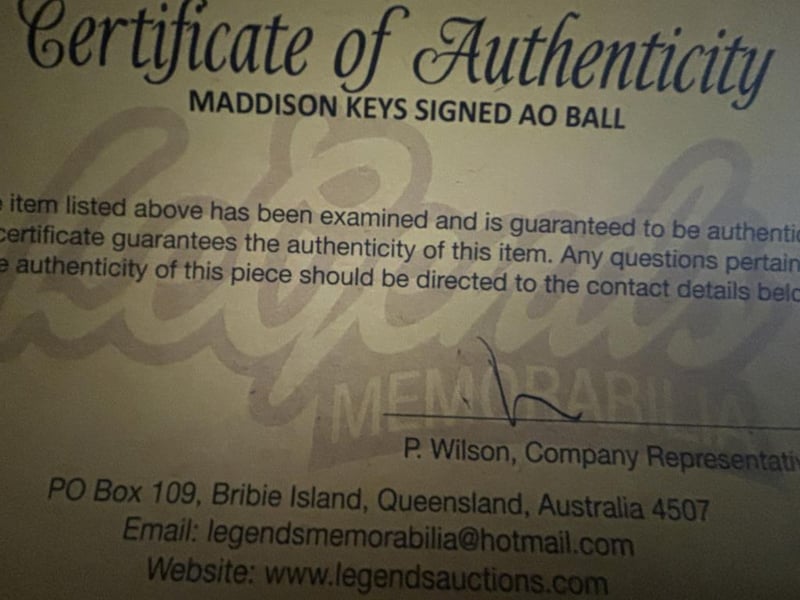 Certificate of Authenticity
MADDISON KEYS SIGNED AO BALL
item listed above has been examined and is guaranteed to be authentic
certificate guarantees the authenticity of this item. Any questions pertain
e authenticity of this piece should be directed to the contact details belo
Legends
MEMORABILIA
P. Wilson, Company Representativ
PO Box 109, Bribie Island, Queensland, Australia 4507
Email: legendsmemorabilia@hotmail.com
Website: www.legendsauctions.com